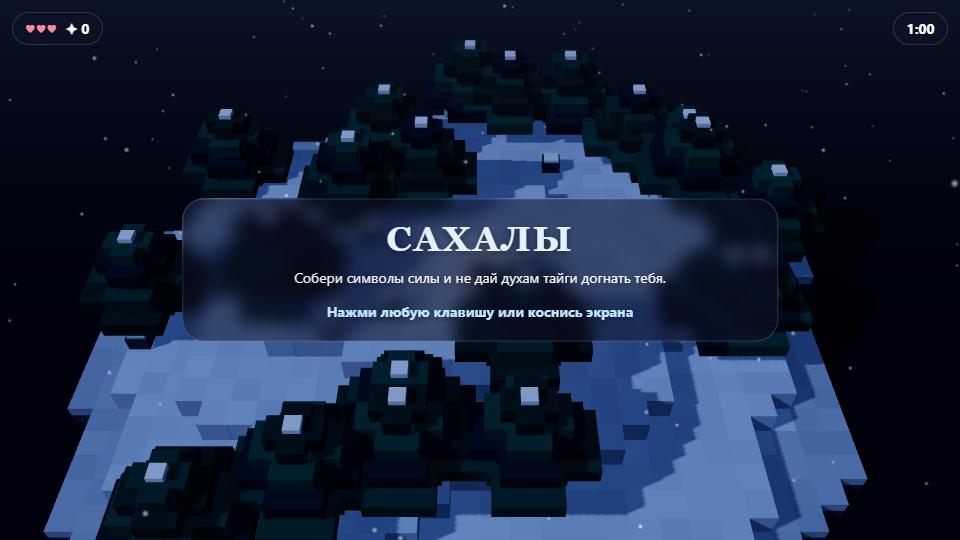 0
1:00
САХАЛЫ
Собери символы силы и не дай духам тайги догнать тебя.
Нажми любую клавишу или коснись экрана